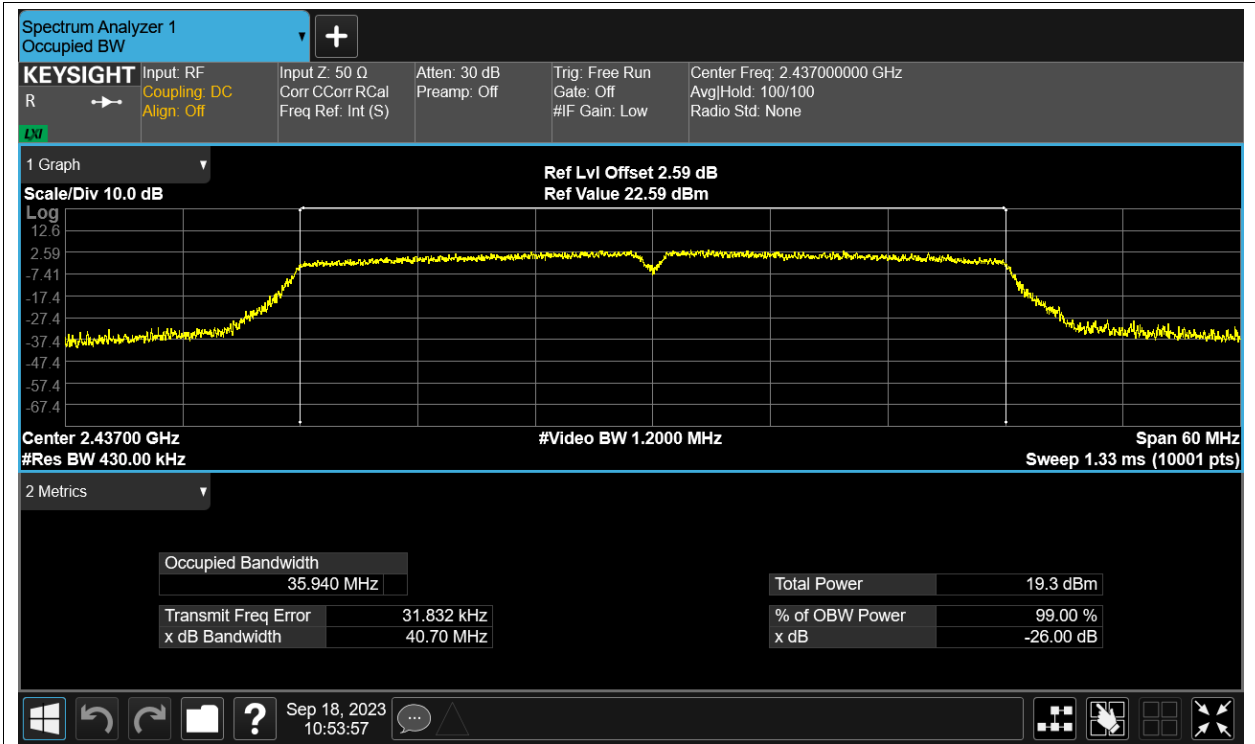 Spectrum Analyzer 1
Occupied BW
KEYSIGHT
R
LXI
Input: RF
Coupling: DC
Align: Off
Input Z: 50 Ω
Corr CCorr RCal
Freq Ref: Int (S)
Atten: 30 dB
Preamp: Off
Trig: Free Run
Gate: Off
#IF Gain: Low
Center Freq: 2.437000000 GHz
Avg|Hold: 100/100
Radio Std: None
1 Graph
Scale/Div 10.0 dB
Ref Lvl Offset 2.59 dB
Ref Value 22.59 dBm
Log
12.6
2.59
-7.41
-17.4
-27.4
-37.4
-47.4
-57.4
-67.4
Center 2.43700 GHz
#Video BW 1.2000 MHz
Span 60 MHz
#Res BW 430.00 kHz
Sweep 1.33 ms (10001 pts)
2 Metrics
Occupied Bandwidth
35.940 MHz
Transmit Freq Error 31.832 kHz
x dB Bandwidth 40.70 MHz
Total Power 19.3 dBm
% of OBW Power 99.00 %
x dB -26.00 dB
?
Sep 18, 2023
10:53:57